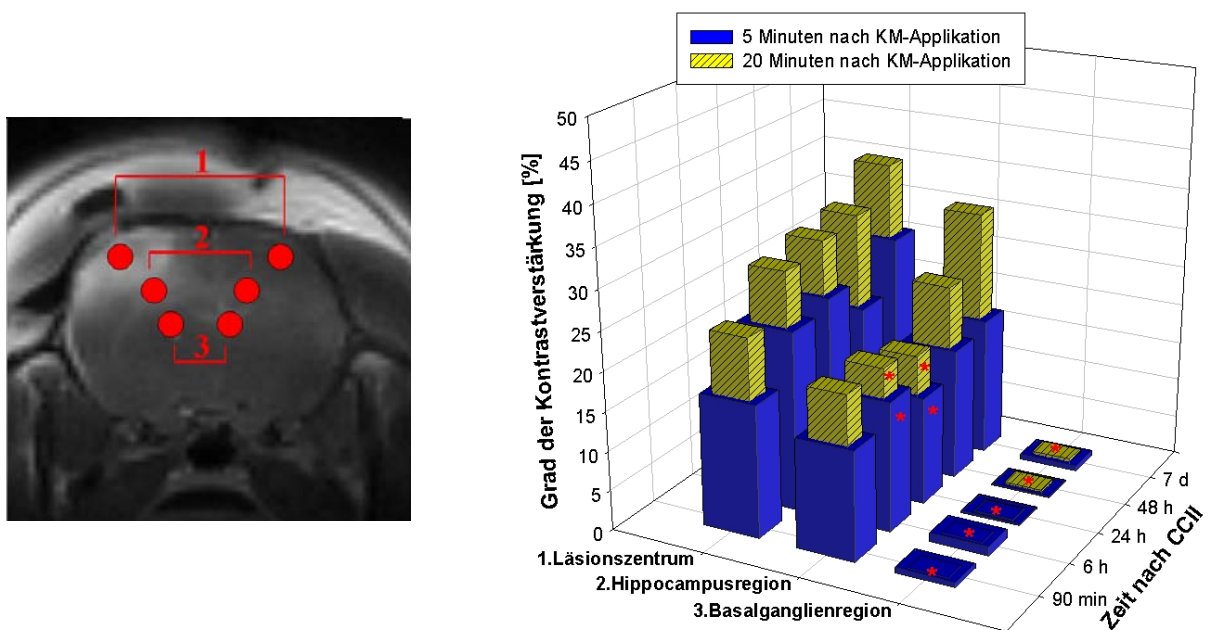 1
2
3
5 Minuten nach KM-Applikation
20 Minuten nach KM-Applikation
Grad der Kontrastverstärkung [%]
50
45
40
35
30
25
20
15
10
5
0
1.Läsionszentrum
2.Hippocampusregion
3.Basalganglienregion
7 d
48 h
24 h
6 h
90 min
Zeit nach CCII